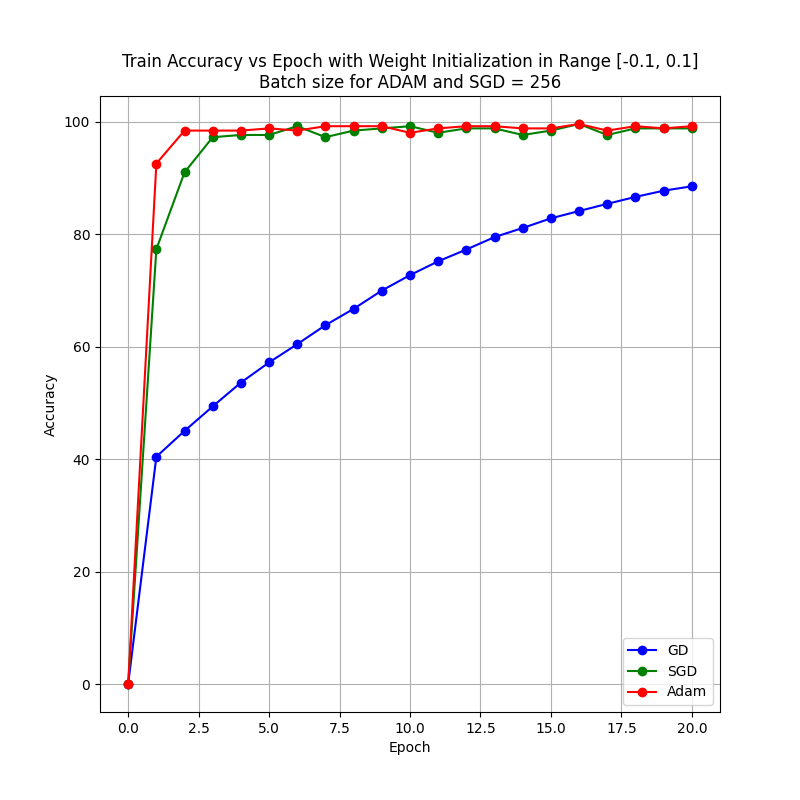 Train Accuracy vs Epoch with Weight Initialization in Range [-0.1, 0.1]
Batch size for ADAM and SGD = 256
100
80
60
40
20
0
Accuracy
0.0 2.5 5.0 7.5 10.0 12.5 15.0 17.5 20.0
Epoch
GD
SGD
Adam